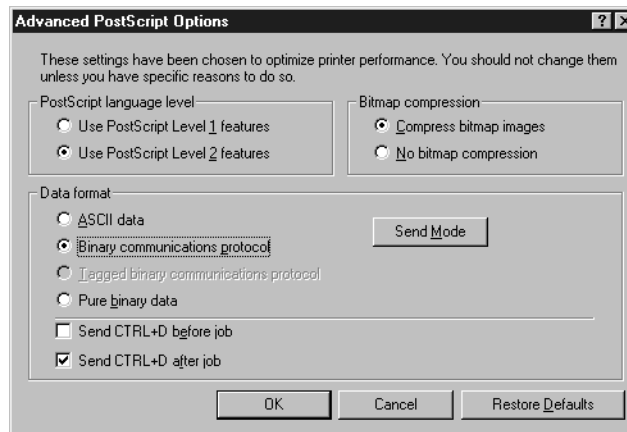 Advanced PostScript Options
These settings have been chosen to optimize printer performance. You should not change them
unless you have specific reasons to do so.
PostScript language level
Use PostScript Level 1 features
Use PostScript Level 2 features
Bitmap compression
Compress bitmap images
No bitmap compression
Data format
ASCII data
Binary communications protocol
Tagged binary communications protocol
Pure binary data
Send Mode
Send CTRL+D before job
Send CTRL+D after job
OK
Cancel
Restore Defaults